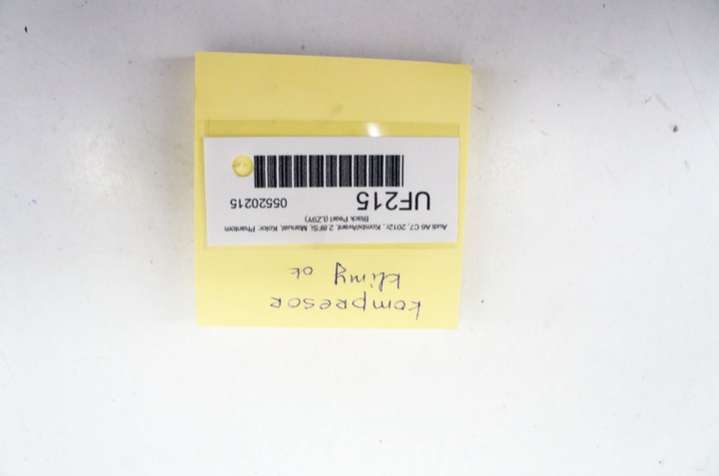 kompresor
klimy ok
Audi A6 C7, 2012r., Kombi/Avant, 2.8FSi, Manual, Kolor: Phantom
Black Pearl (LZ9Y)
UF215
05520215